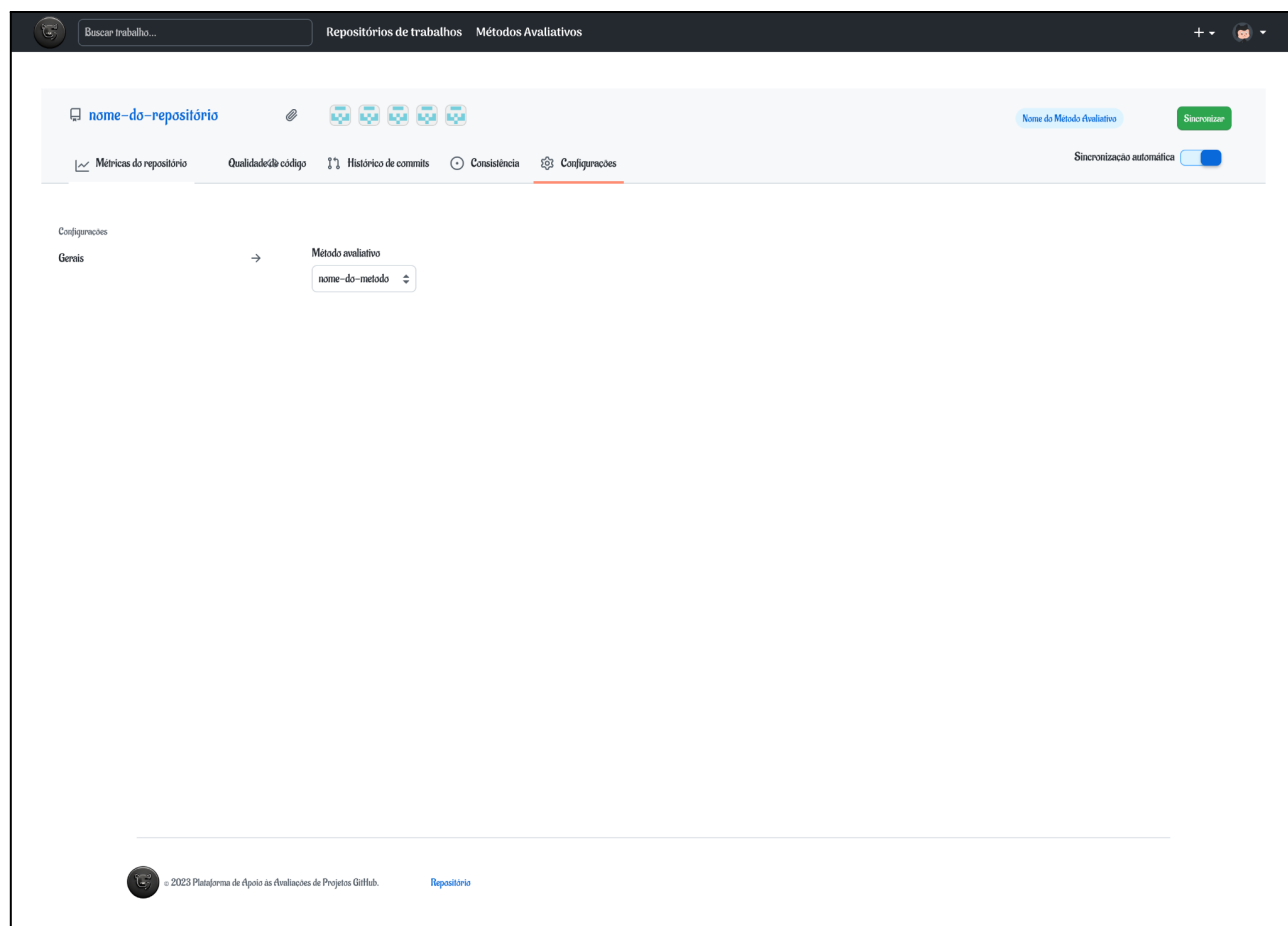 Buscar trabalho... Repositórios de trabalhos Métodos Avaliativos
nome-do-repositório Nome do Método Avaliativo Sincronizar
Métricas do repositório Qualidade de código Histórico de commits Consistência Configurações Sincronização automática
Configurações
Gerais
Método avaliativo
nome-do-metodo
© 2023 Plataforma de Apoio às Avaliações de Projetos GitHub. Repositório